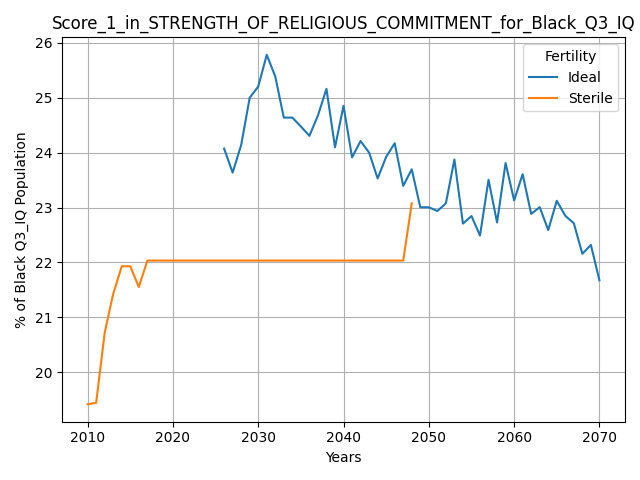 Score_1_in_STRENGTH_OF_RELIGIOUS_COMMITMENT_for_Black_Q3_IQ
Fertility
Ideal
Sterile
% of Black Q3_IQ Population
26
25
24
23
22
21
20
2010 2020 2030 2040 2050 2060 2070
Years